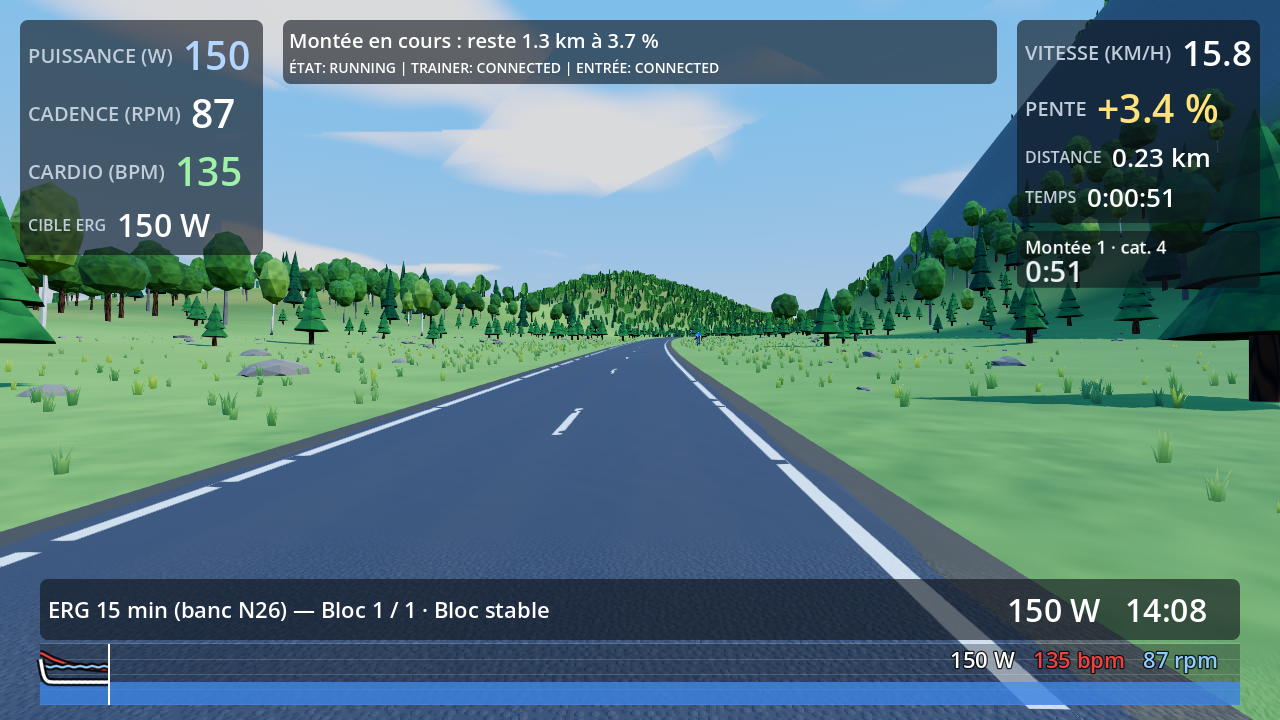 PUISSANCE (W) 150
CADENCE (RPM) 87
CARDIO (BPM) 135
CIBLE ERG 150 W
Montée en cours : reste 1.3 km à 3.7 %
ÉTAT: RUNNING | TRAINER: CONNECTED | ENTRÉE: CONNECTED
VITESSE (KM/H) 15.8
PENTE +3.4 %
DISTANCE 0.23 km
TEMPS 0:00:51
Montée 1 · cat. 4
0:51
ERG 15 min (banc N26) — Bloc 1 / 1 · Bloc stable 150 W 14:08
150 W 135 bpm 87 rpm